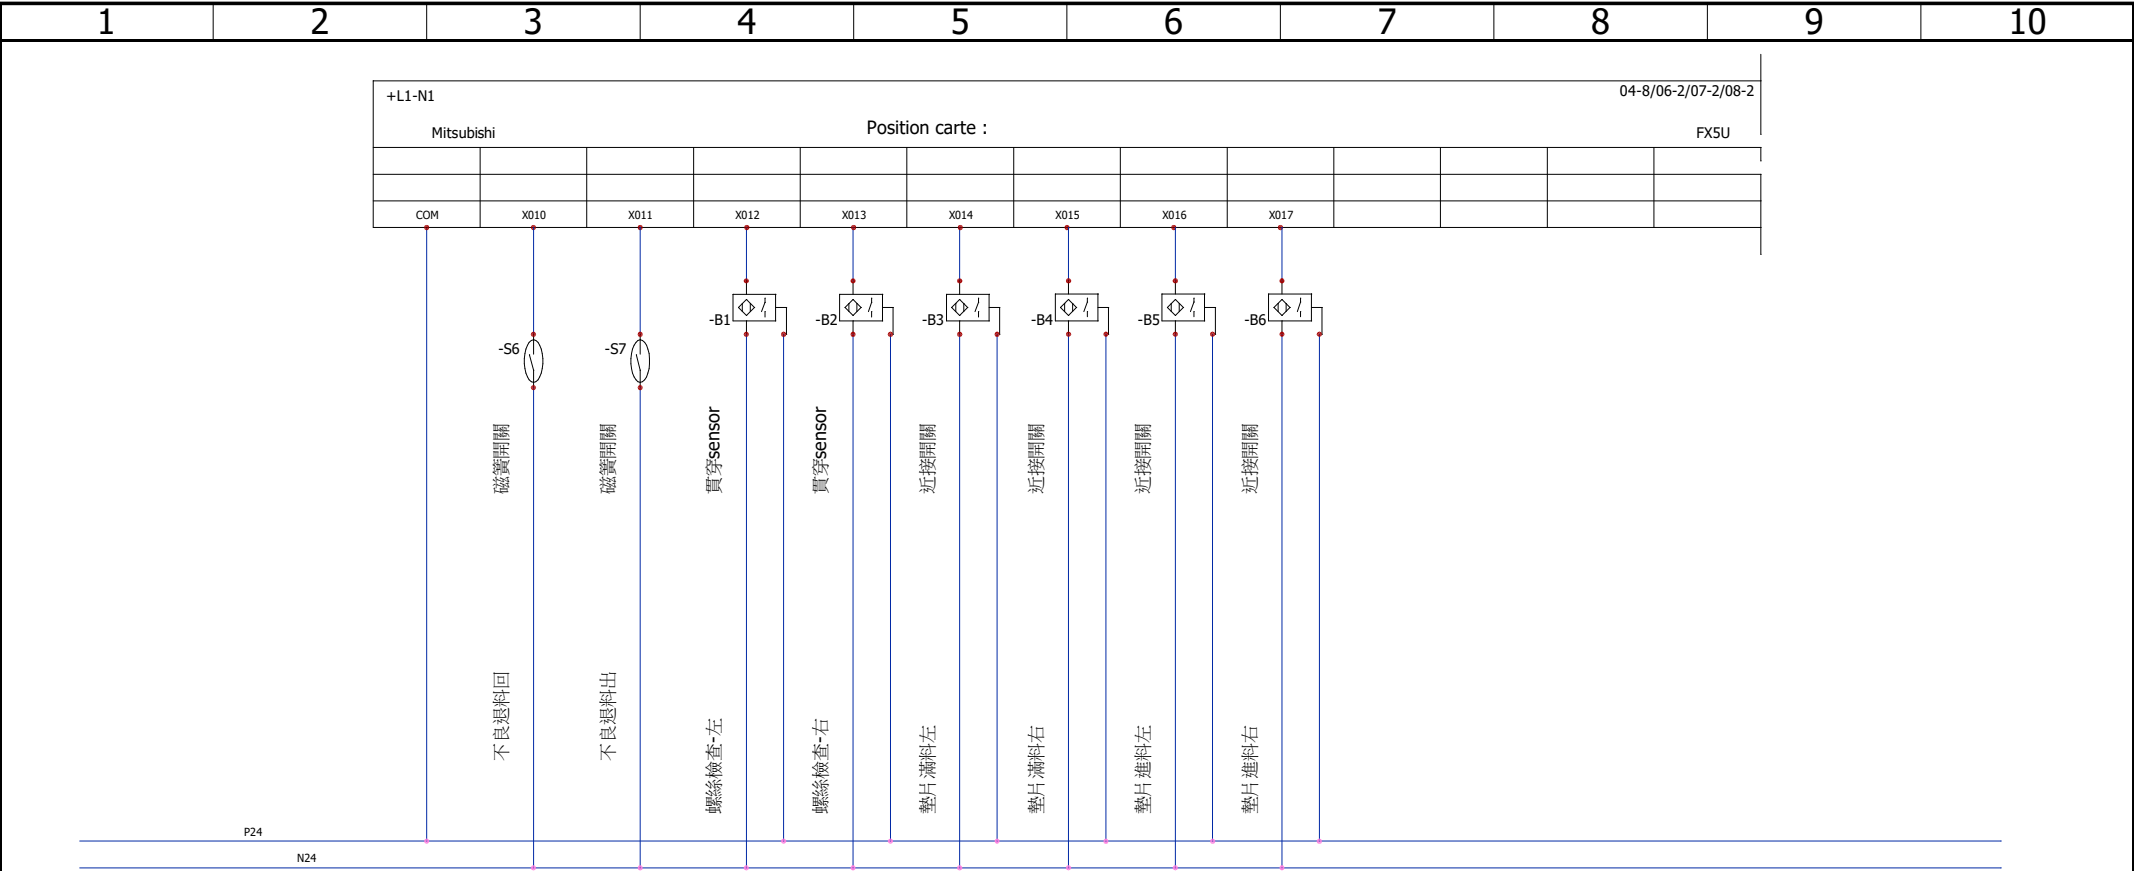 1 2 3 4 5 6 7 8 9 10
+L1-N1 04-8/06-2/07-2/08-2
Mitsubishi Position carte : FX5U
COM X010 X011 X012 X013 X014 X015 X016 X017
-B1 -B2 -B3 -B4 -B5 -B6
-S6 -S7
磁簧開關
磁簧開關
貫穿sensor
貫穿sensor
近接開關
近接開關
近接開關
近接開關
不良退料回
不良退料出
螺絲檢查-左
螺絲檢查-右
墊片滿料左
墊片滿料右
墊片進料左
墊片進料右
P24
N24